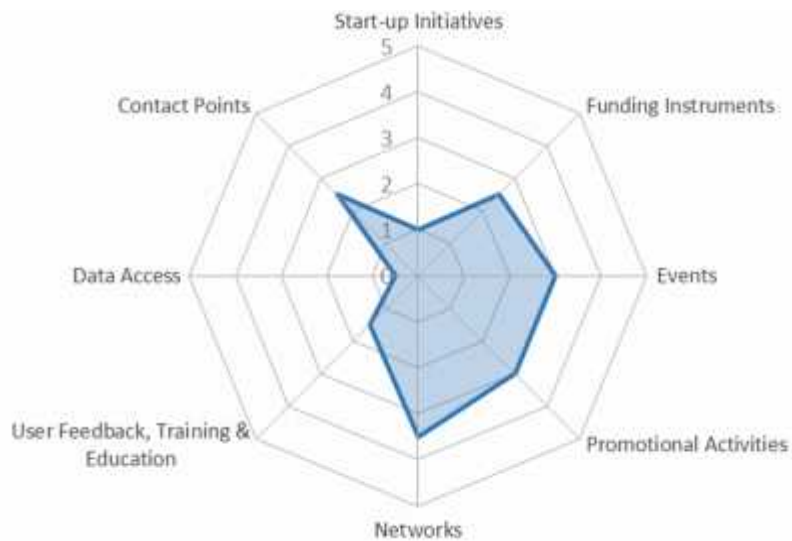 Start-up Initiatives
5
4
3
2
1
0
Contact Points
Funding Instruments
Data Access
Events
User Feedback, Training &
Education
Promotional Activities
Networks